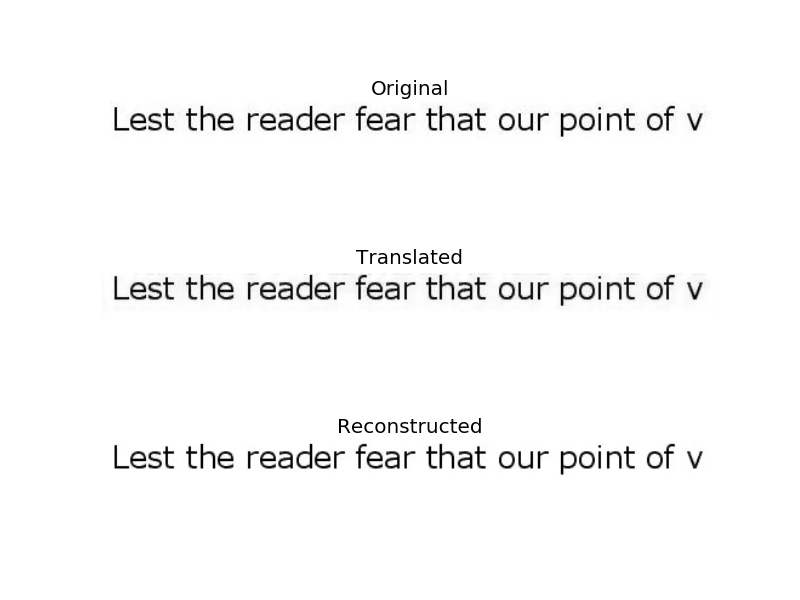 Original
Lest the reader fear that our point of v
Translated
Lest the reader fear that our point of v
Reconstructed
Lest the reader fear that our point of v